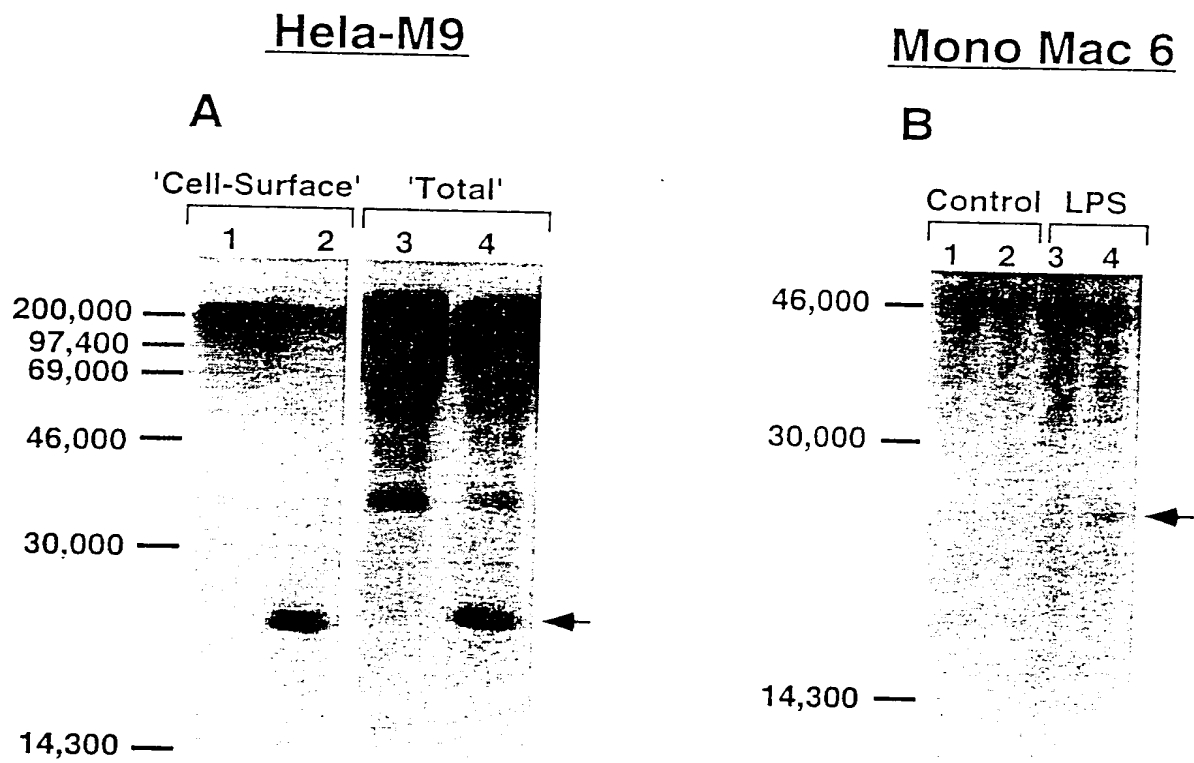 Hela-M9
A
'Cell-Surface' 'Total'
1 2 3 4
200,000
97,400
69,000
46,000
30,000
14,300
Mono Mac 6
B
Control LPS
1 2 3 4
46,000
30,000
14,300